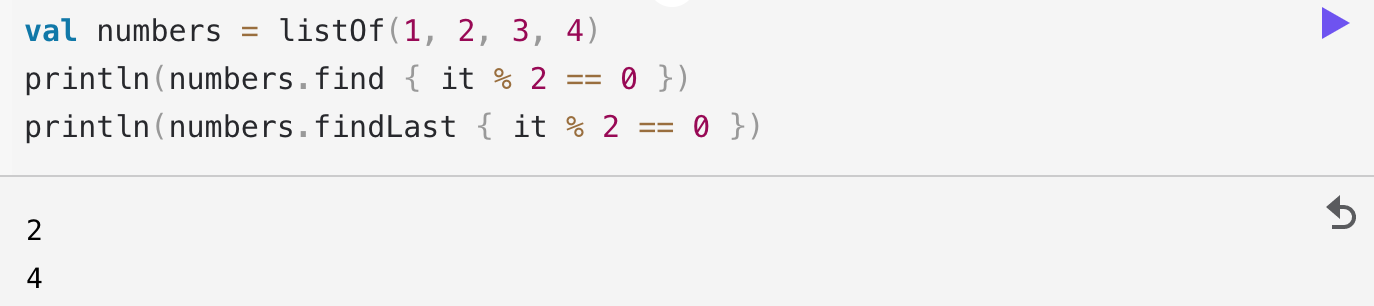 val numbers = listOf(1, 2, 3, 4)
println(numbers.find { it % 2 == 0 })
println(numbers.findLast { it % 2 == 0 })
2
4